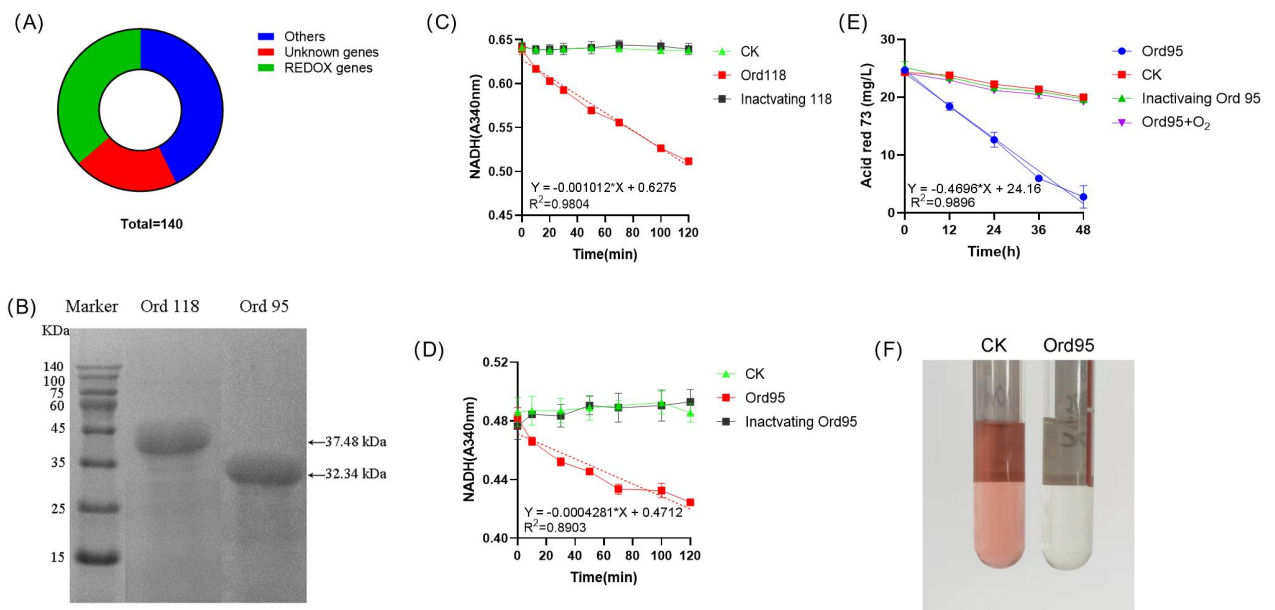 (A)
Others
Unknown genes
REDOX genes
Total=140
(B)
Marker Ord 118 Ord 95
KDa
140
100
75
60
45
35
25
15
←37.48 kDa
←32.34 kDa
(C)
NADH(A340nm)
0.65
0.60
0.55
0.50
0.45
CK
Ord118
Inactvating 118
Y = -0.001012*X + 0.6275
R²=0.9804
0 20 40 60 80 100 120
Time(min)
(D)
NADH(A340nm)
0.52
0.48
0.44
0.40
CK
Ord95
Inactvating Ord95
Y = -0.0004281*X + 0.4712
R²=0.8903
0 20 40 60 80 100 120
Time(min)
(E)
Acid red 73 (mg/L)
30
20
10
0
Ord95
CK
Inactivaing Ord 95
Ord95+O₂
Y = -0.4696*X + 24.16
R²=0.9896
0 12 24 36 48
Time(h)
(F)
CK Ord95